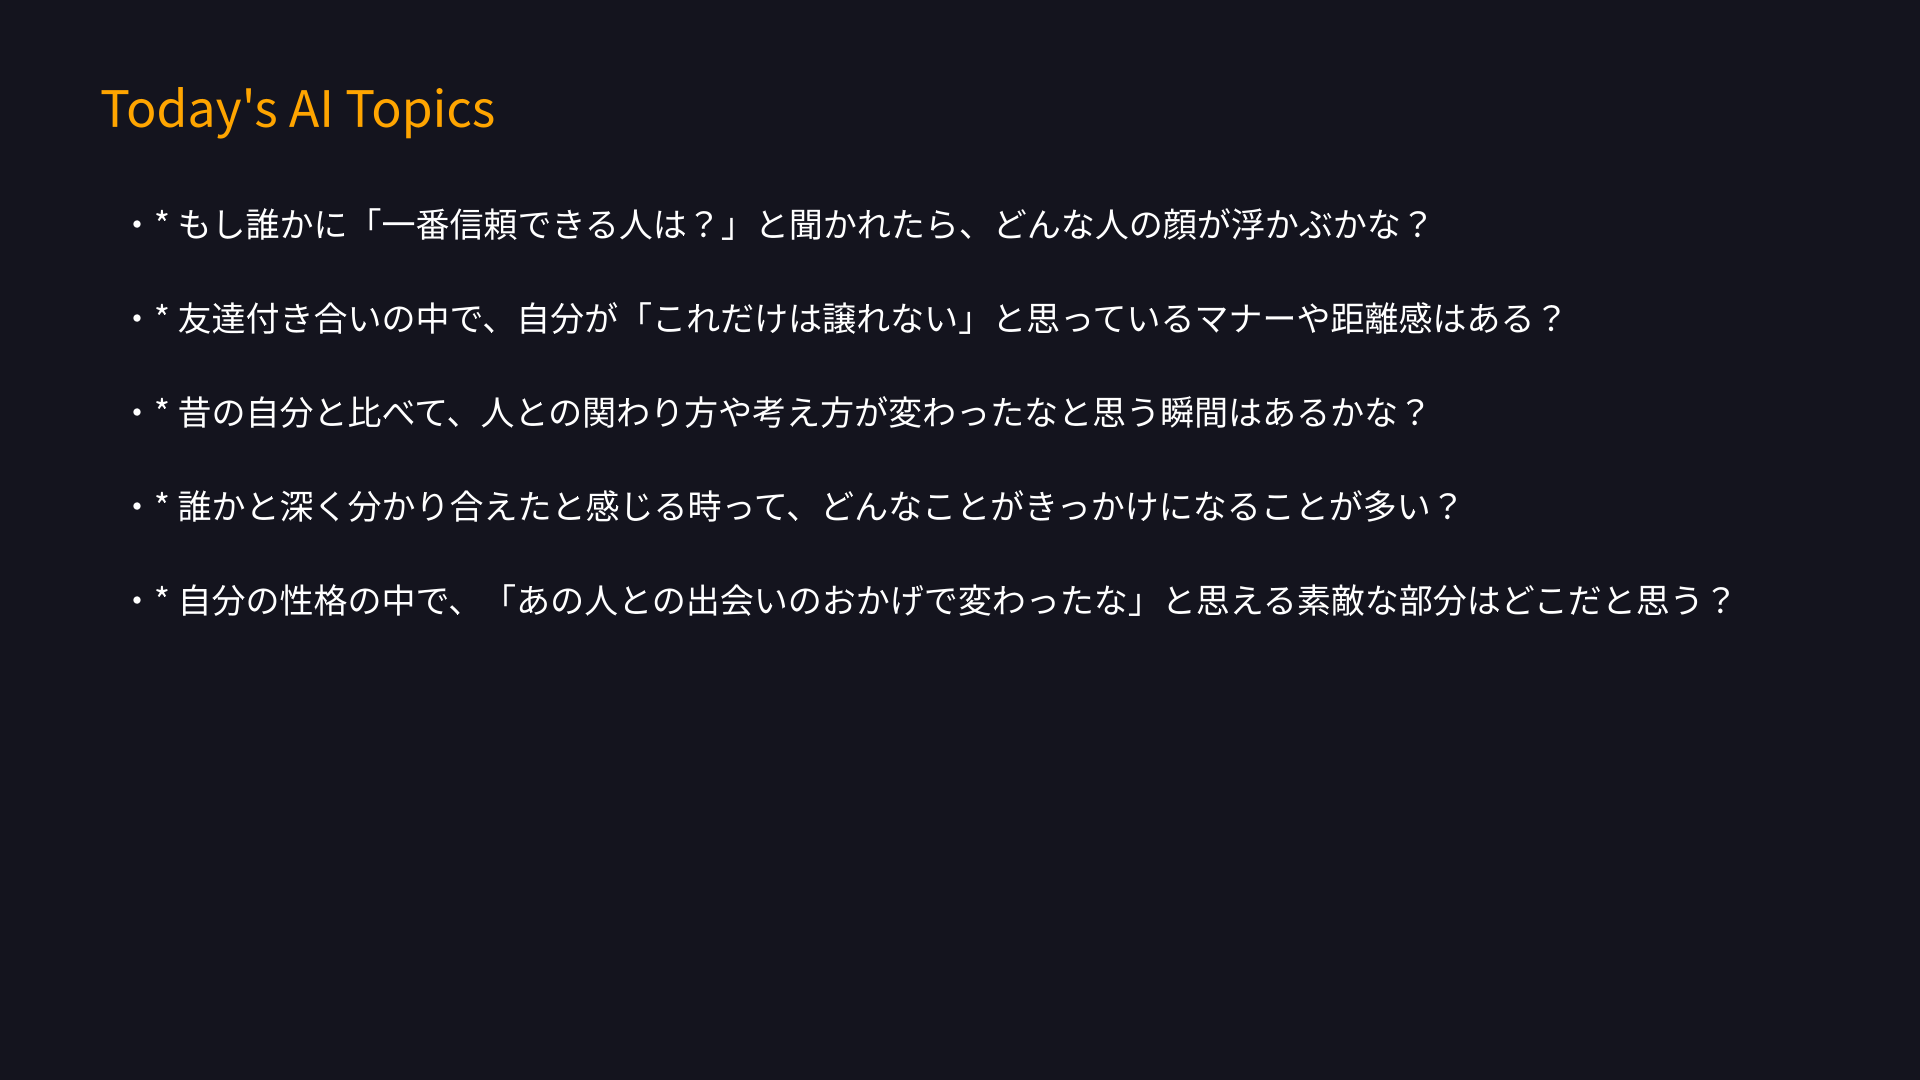 Today's AI Topics
・* もし誰かに「一番信頼できる人は？」と聞かれたら、どんな人の顔が浮かぶかな？
・* 友達付き合いの中で、自分が「これだけは譲れない」と思っているマナーや距離感はある？
・* 昔の自分と比べて、人との関わり方や考え方が変わったなと思う瞬間はあるかな？
・* 誰かと深く分かり合えたと感じる時って、どんなことがきっかけになることが多い？
・* 自分の性格の中で、「あの人との出会いのおかげで変わったな」と思える素敵な部分はどこだと思う？